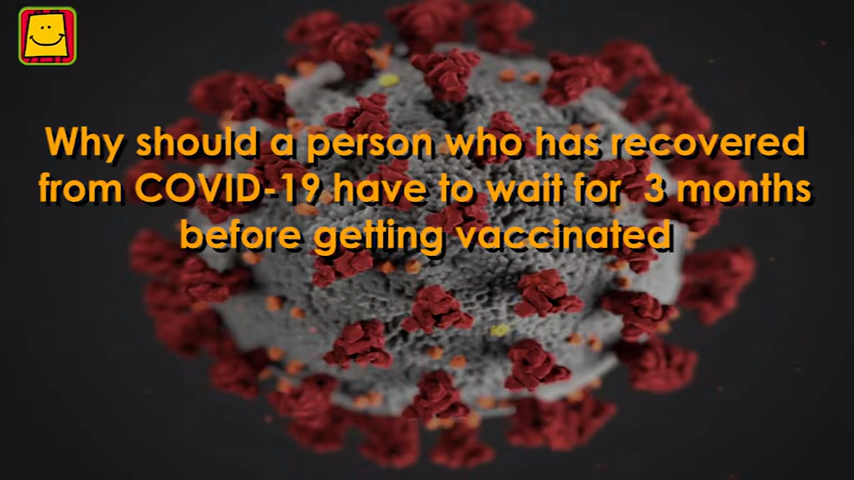 Why should a person who has recovered
from COVID-19 have to wait for 3 months
before getting vaccinated